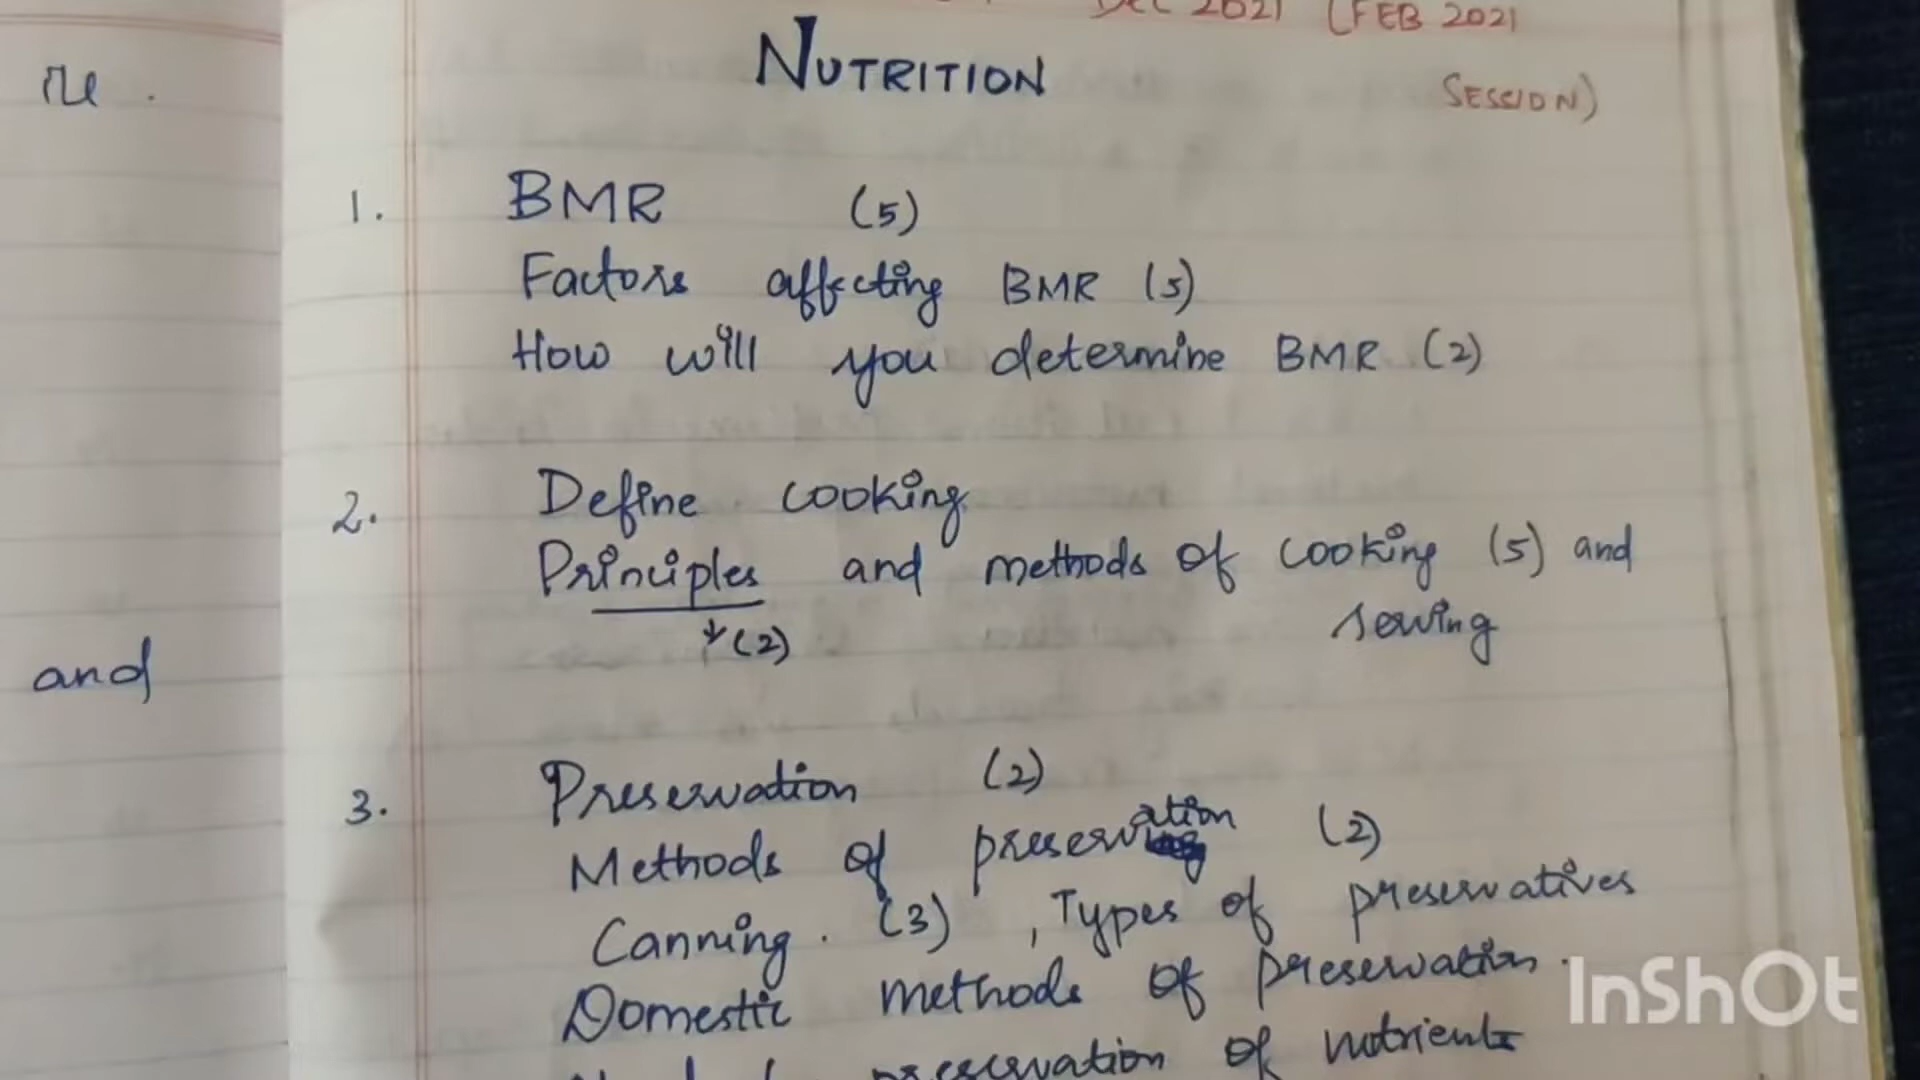 DEC 2021 (FEB 2021
SESSION)
NUTRITION
re.
and
1. BMR (5)
Factors affecting BMR (5)
How will you determine BMR (2)
2. Define cooking
Principles and methods of cooking (5) and
serving
(2)
3. Preservation (2)
Methods of preservation (2)
Canning. (3), Types of preservatives
Domestic methods of preservation.
preservation of nutrients
InShOt